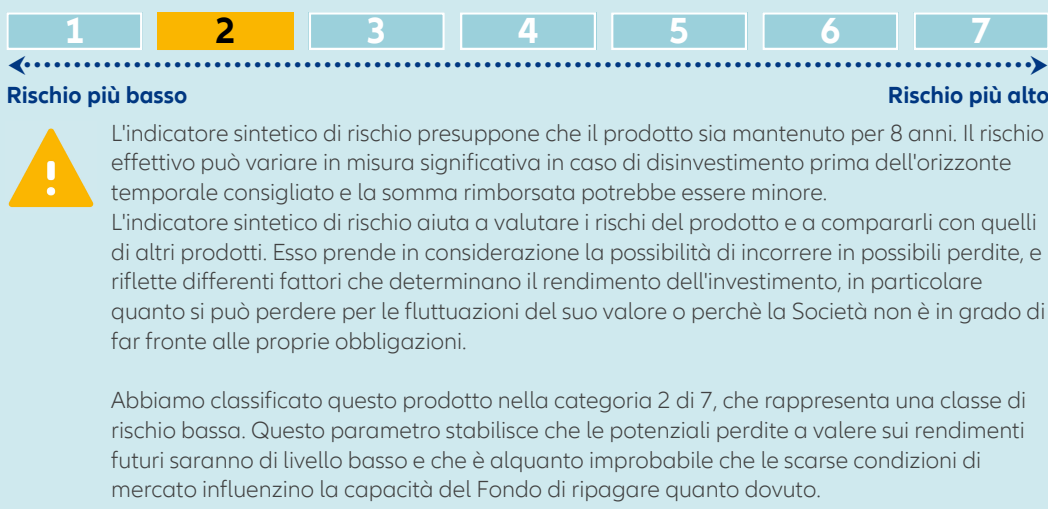 1 2 3 4 5 6 7
Rischio più basso Rischio più alto
L'indicatore sintetico di rischio presuppone che il prodotto sia mantenuto per 8 anni. Il rischio
effettivo può variare in misura significativa in caso di disinvestimento prima dell'orizzonte
temporale consigliato e la somma rimborsata potrebbe essere minore.
L'indicatore sintetico di rischio aiuta a valutare i rischi del prodotto e a compararli con quelli
di altri prodotti. Esso prende in considerazione la possibilità di incorrere in possibili perdite, e
riflette differenti fattori che determinano il rendimento dell'investimento, in particolare
quanto si può perdere per le fluttuazioni del suo valore o perchè la Società non è in grado di
far fronte alle proprie obbligazioni.
Abbiamo classificato questo prodotto nella categoria 2 di 7, che rappresenta una classe di
rischio bassa. Questo parametro stabilisce che le potenziali perdite a valere sui rendimenti
futuri saranno di livello basso e che è alquanto improbabile che le scarse condizioni di
mercato influenzino la capacità del Fondo di ripagare quanto dovuto.